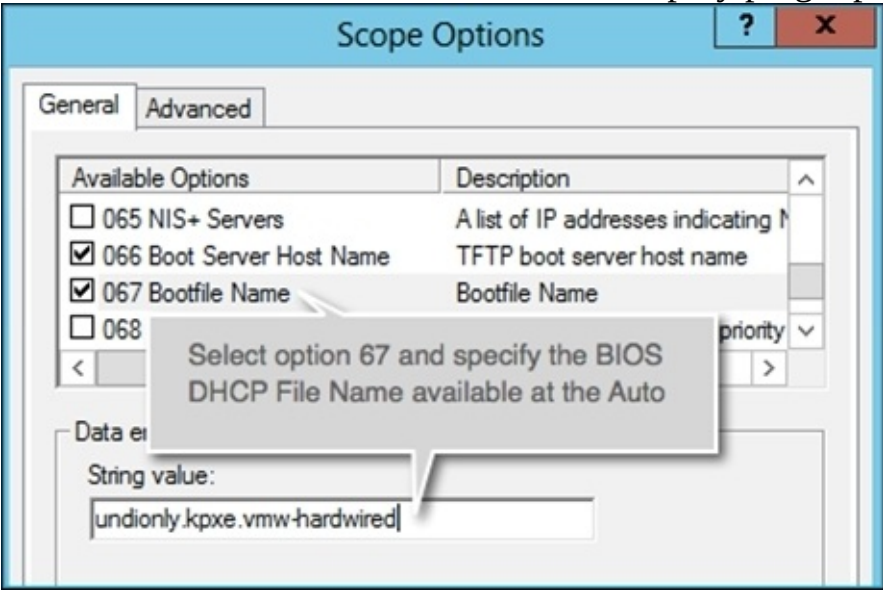 Scope Options
? x
General Advanced
Available Options Description
065 NIS+ Servers A list of IP addresses indicating
066 Boot Server Host Name TFTP boot server host name
067 Bootfile Name Bootfile Name
068 priority
Select option 67 and specify the BIOS
DHCP File Name available at the Auto
Data
String value:
undionly.kpxe.vmw-hardwired